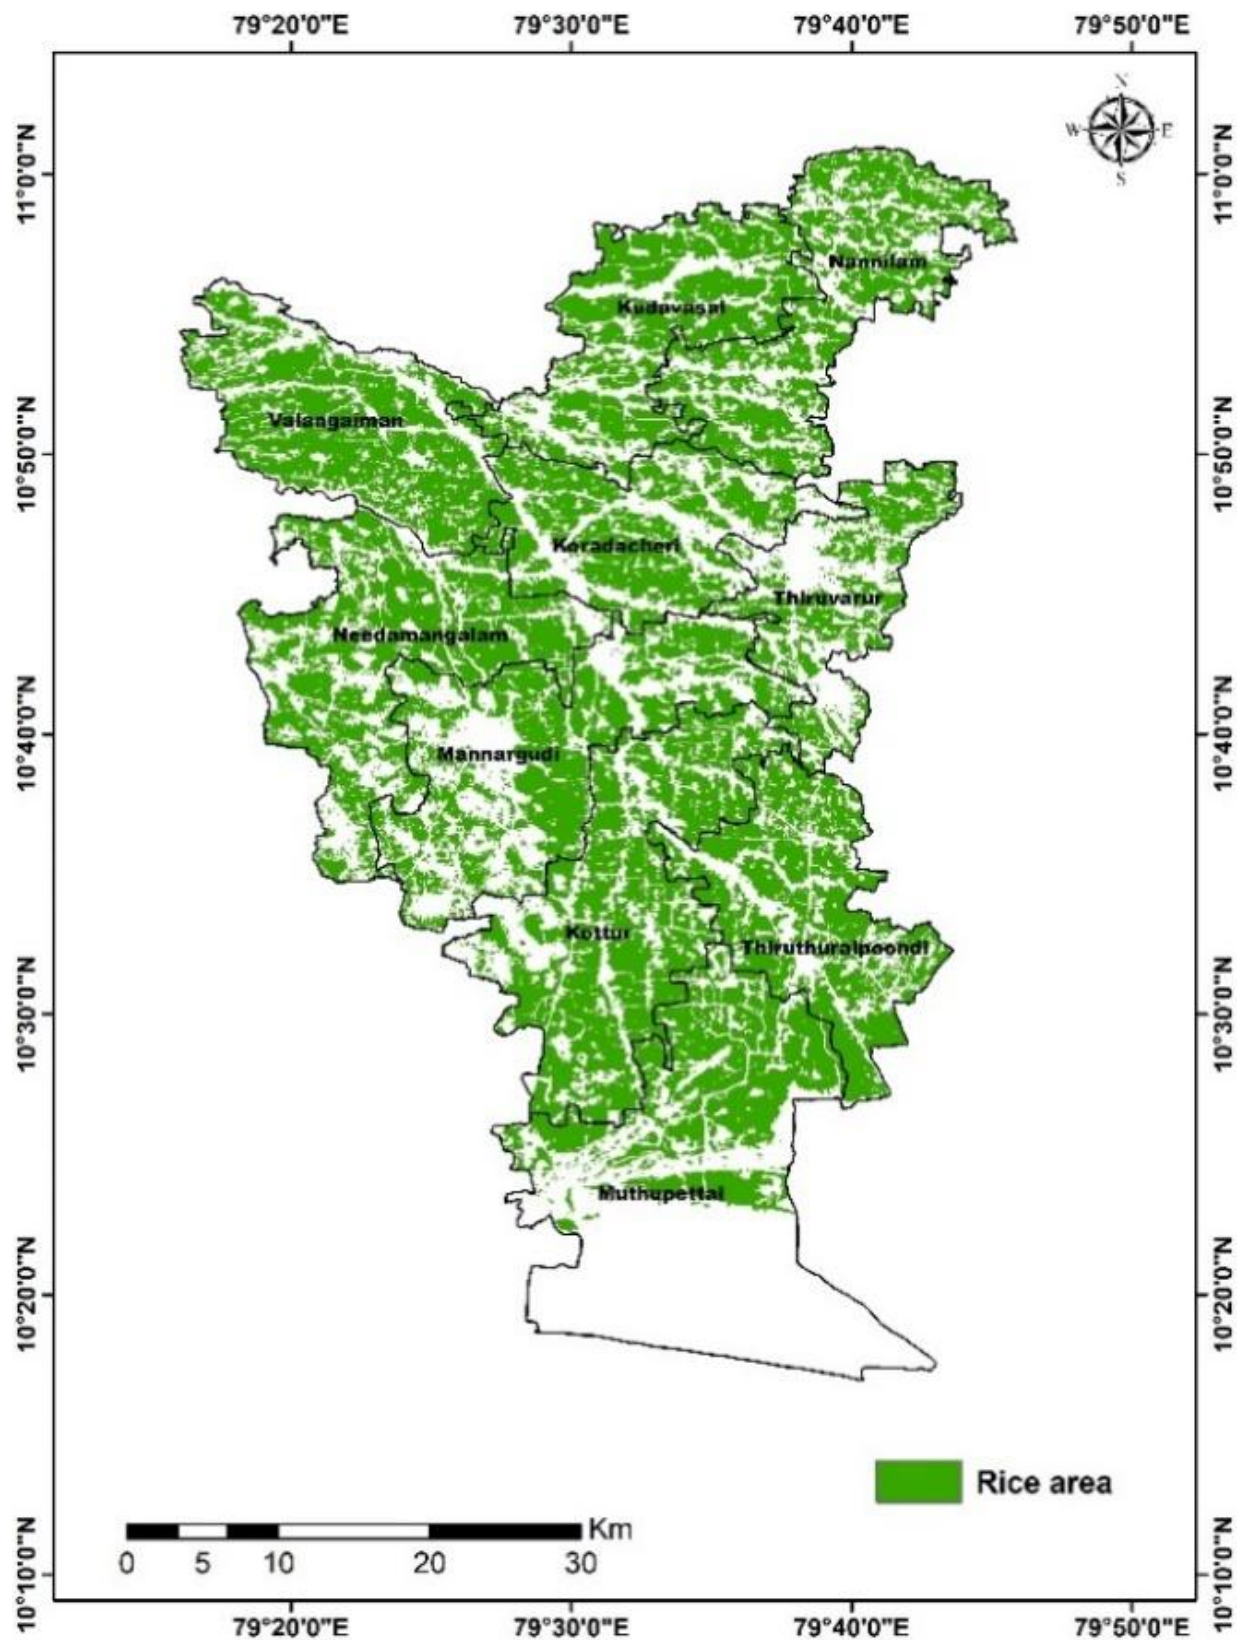 79°20'0"E 79°30'0"E 79°40'0"E 79°50'0"E
N
W E
S
11°0'0"N 11°0'0"N
Nannilam
Kudavasal
Valangaiman
10°50'0"N 10°50'0"N
Koradacheri
Thiruvarur
Needamangalam
10°40'0"N 10°40'0"N
Mannargudi
Kottur
Thiruthuraipoondi
10°30'0"N 10°30'0"N
Muthupettai
10°20'0"N 10°20'0"N
Rice area
Km
0 5 10 20 30
10°10'0"N 10°10'0"N
79°20'0"E 79°30'0"E 79°40'0"E 79°50'0"E